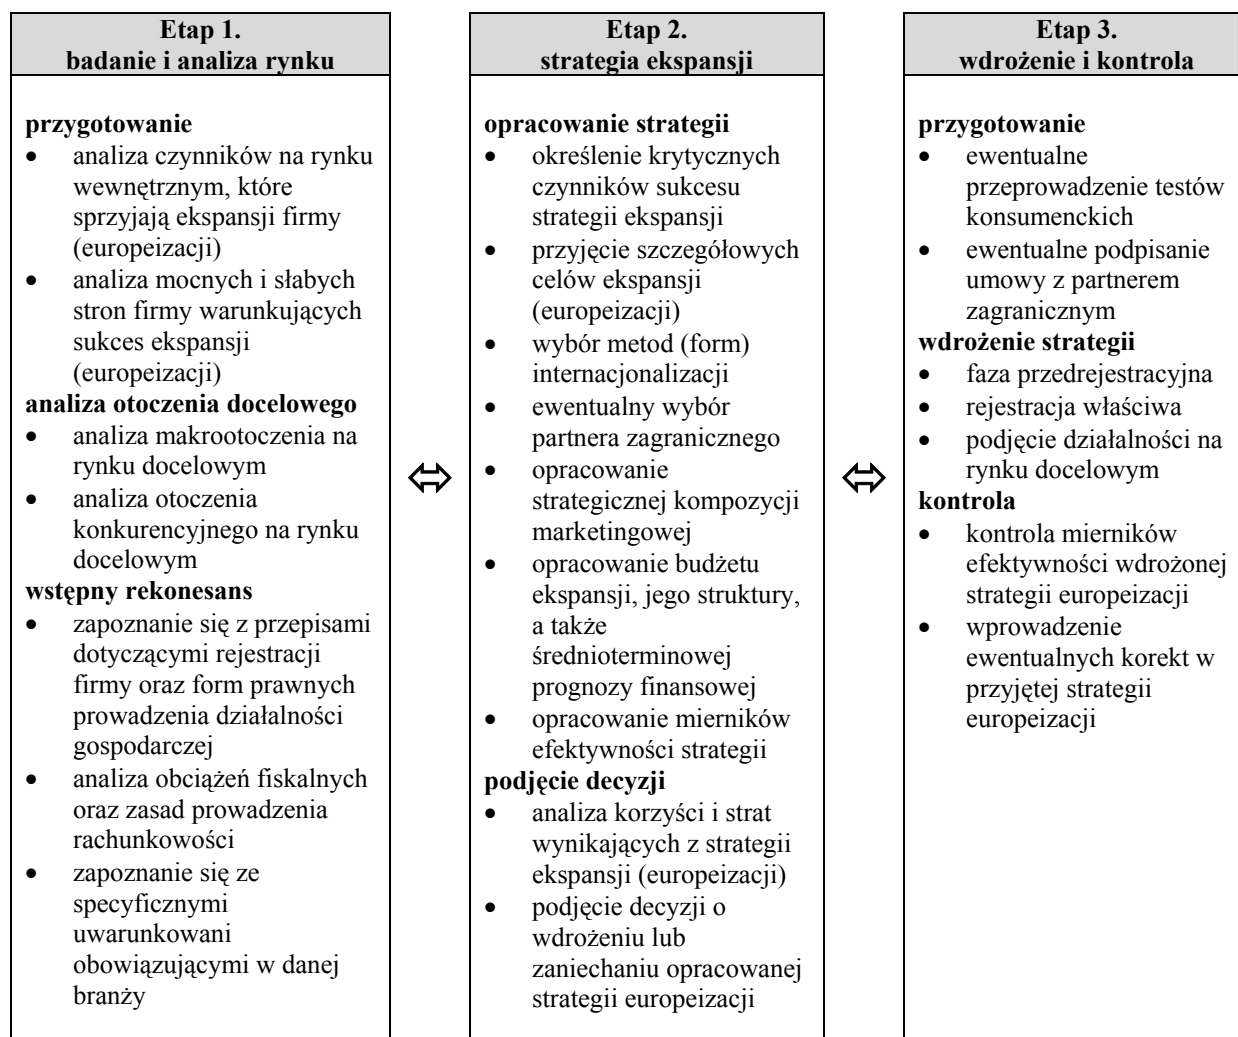 Etap 1.
badanie i analiza rynku
przygotowanie
• analiza czynników na rynku
wewnętrznym, które
sprzyjają ekspansji firmy
(europeizacji)
• analiza mocnych i słabych
stron firmy warunkujących
sukces ekspansji
(europeizacji)
analiza otoczenia docelowego
• analiza makrootoczenia na
rynku docelowym
• analiza otoczenia
konkurencyjnego na rynku
docelowym
wstępny rekonesans
• zapoznanie się z przepisami
dotyczącymi rejestracji
firmy oraz form prawnych
prowadzenia działalności
gospodarczej
• analiza obciążeń fiskalnych
oraz zasad prowadzenia
rachunkowości
• zapoznanie się ze
specyficznymi
uwarunkowani
obowiązującymi w danej
branży
Etap 2.
strategia ekspansji
opracowanie strategii
• określenie krytycznych
czynników sukcesu
strategii ekspansji
• przyjęcie szczegółowych
celów ekspansji
(europeizacji)
• wybór metod (form)
internacjonalizacji
• ewentualny wybór
partnera zagranicznego
• opracowanie
strategicznej kompozycji
marketingowej
• opracowanie budżetu
ekspansji, jego struktury,
a także
średnioterminowej
prognozy finansowej
• opracowanie mierników
efektywności strategii
podjęcie decyzji
• analiza korzyści i strat
wynikających z strategii
ekspansji (europeizacji)
• podjęcie decyzji o
wdrożeniu lub
zaniechaniu opracowanej
strategii europeizacji
Etap 3.
wdrożenie i kontrola
przygotowanie
• ewentualne
przeprowadzenie testów
konsumenckich
• ewentualne podpisanie
umowy z partnerem
zagranicznym
wdrożenie strategii
• faza przedrejestracyjna
• rejestracja właściwa
• podjęcie działalności na
rynku docelowym
kontrola
• kontrola mierników
efektywności wdrożonej
strategii europeizacji
• wprowadzenie
ewentualnych korekt w
przyjętej strategii
europeizacji